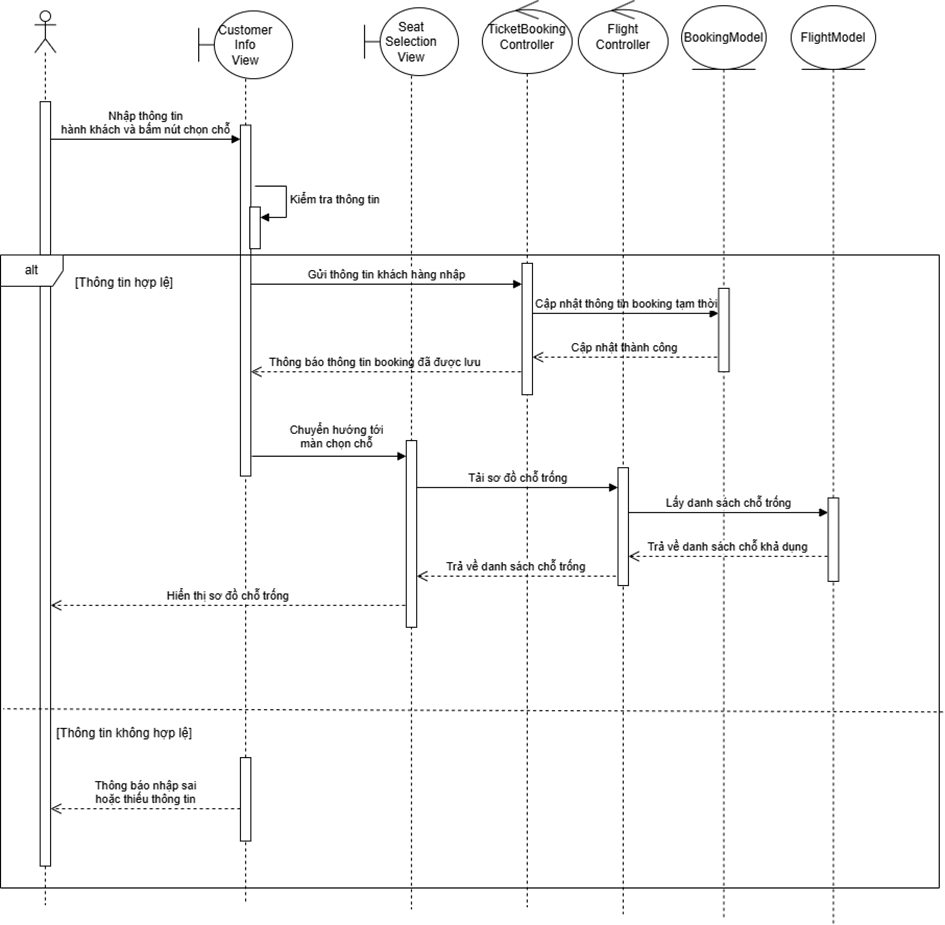 Customer
Info
View
Seat
Selection
View
TicketBooking
Controller
Flight
Controller
BookingModel
FlightModel
Nhập thông tin
hành khách và bấm nút chọn chỗ
Kiểm tra thông tin
alt
[Thông tin hợp lệ]
Gửi thông tin khách hàng nhập
Cập nhật thông tin booking tạm thời
Cập nhật thành công
Thông báo thông tin booking đã được lưu
Chuyển hướng tới
màn chọn chỗ
Tải sơ đồ chỗ trống
Lấy danh sách chỗ trống
Trả về danh sách chỗ khả dụng
Trả về danh sách chỗ trống
Hiển thị sơ đồ chỗ trống
[Thông tin không hợp lệ]
Thông báo nhập sai
hoặc thiếu thông tin